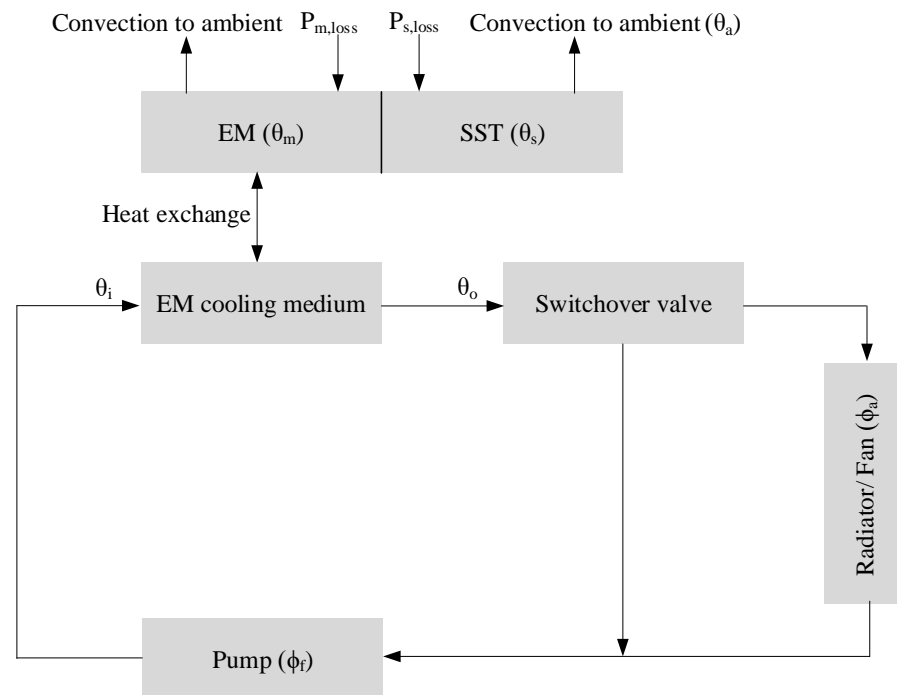 Convection to ambient
P_m,loss
P_s,loss
Convection to ambient (θ_a)
EM (θ_m)
SST (θ_s)
Heat exchange
θ_i
EM cooling medium
θ_o
Switchover valve
Radiator/ Fan (ϕ_a)
Pump (ϕ_f)